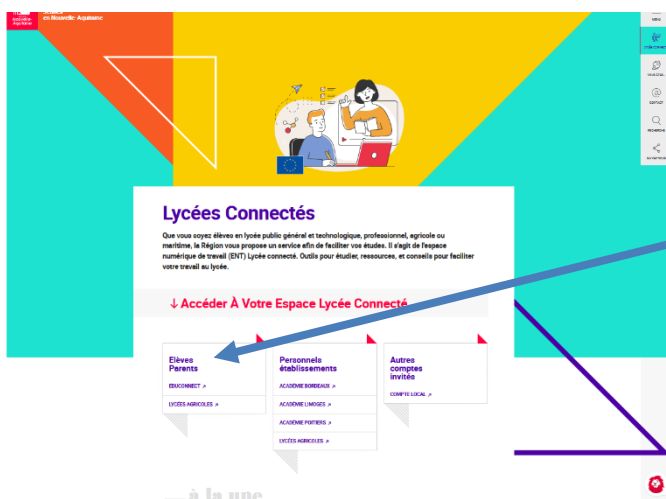 en Nouvelle-Aquitaine
MENU
CONTACT
Lycées Connectés
Que vous soyez élèves en lycée public général et technologique, professionnel, agricole ou
maritime, la Région vous propose un service afin de faciliter vos études. Il s'agit de l'espace
numérique de travail (ENT) Lycée connecté. Outils pour étudier, ressources, et conseils pour faciliter
votre travail au lycée.
↓ Accéder À Votre Espace Lycée Connecté
Elèves
Parents
EDUCONNECT ↗
LYCÉES AGRICOLES ↗
Personnels
établissements
ACADÉMIE BORDEAUX ↗
ACADÉMIE LIMOGES ↗
ACADÉMIE POITIERS ↗
LYCÉES AGRICOLES ↗
Autres
comptes
invités
COMPTE LOCAL ↗
à la une